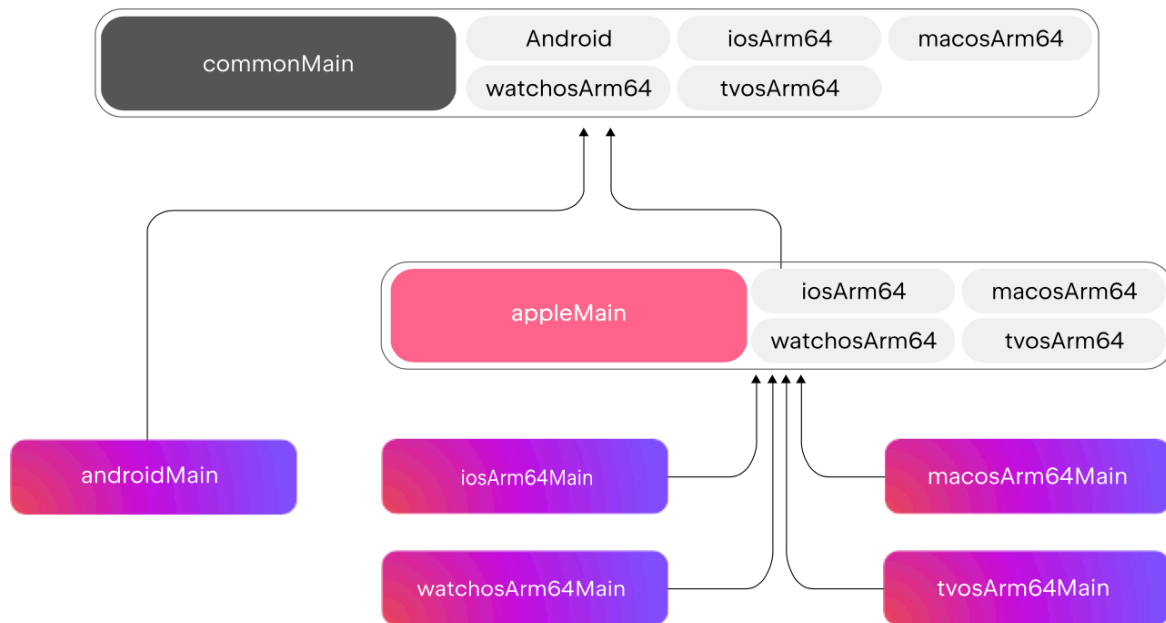 commonMain
Android
iosArm64
macosArm64
watchosArm64
tvosArm64
appleMain
iosArm64
macosArm64
watchosArm64
tvosArm64
androidMain
iosArm64Main
macosArm64Main
watchosArm64Main
tvosArm64Main